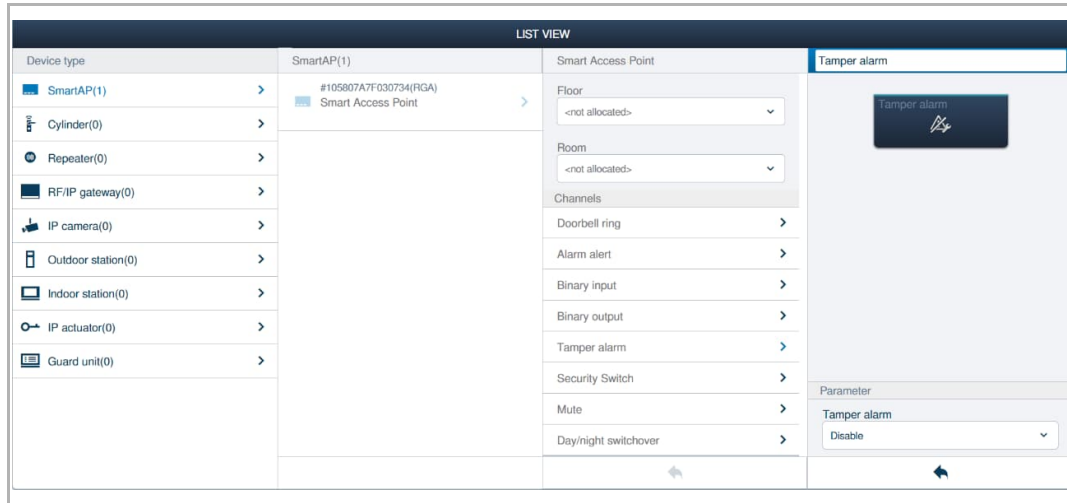 LIST VIEW
Device type
SmartAP(1)
Cylinder(0)
Repeater(0)
RF/IP gateway(0)
IP camera(0)
Outdoor station(0)
Indoor station(0)
IP actuator(0)
Guard unit(0)
SmartAP(1)
#105807A7F030734(RGA)
Smart Access Point
Smart Access Point
Floor
<not allocated>
Room
<not allocated>
Channels
Doorbell ring
Alarm alert
Binary input
Binary output
Tamper alarm
Security Switch
Mute
Day/night switchover
Tamper alarm
Tamper alarm
Parameter
Tamper alarm
Disable